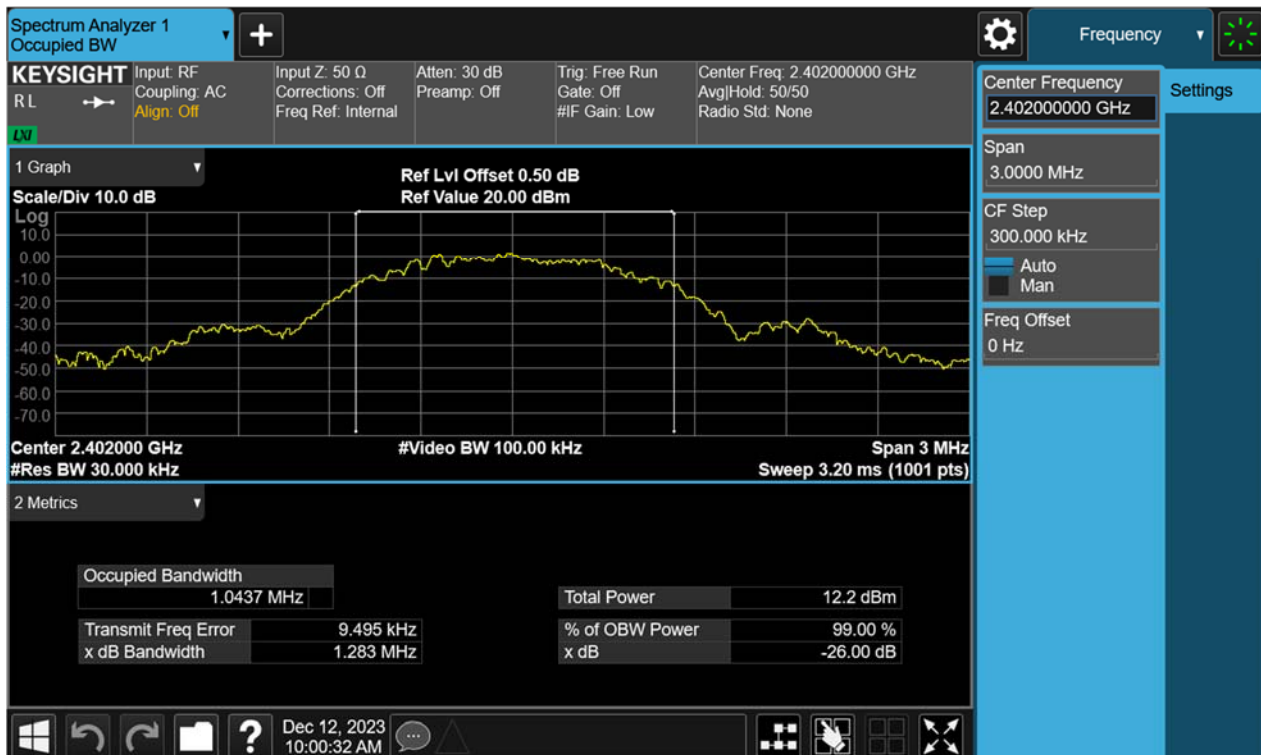 Spectrum Analyzer 1
Occupied BW
Frequency
KEYSIGHT
R L
LXI
Input: RF
Coupling: AC
Align: Off
Input Z: 50 Ω
Corrections: Off
Freq Ref: Internal
Atten: 30 dB
Preamp: Off
Trig: Free Run
Gate: Off
#IF Gain: Low
Center Freq: 2.402000000 GHz
Avg|Hold: 50/50
Radio Std: None
Center Frequency
2.402000000 GHz
Settings
Span
3.0000 MHz
CF Step
300.000 kHz
Auto
Man
Freq Offset
0 Hz
1 Graph
Scale/Div 10.0 dB
Ref Lvl Offset 0.50 dB
Ref Value 20.00 dBm
Log
10.0
0.00
-10.0
-20.0
-30.0
-40.0
-50.0
-60.0
-70.0
Center 2.402000 GHz
#Video BW 100.00 kHz
Span 3 MHz
#Res BW 30.000 kHz
Sweep 3.20 ms (1001 pts)
2 Metrics
Occupied Bandwidth
1.0437 MHz
Total Power 12.2 dBm
Transmit Freq Error 9.495 kHz
% of OBW Power 99.00 %
x dB Bandwidth 1.283 MHz
x dB -26.00 dB
?
Dec 12, 2023
10:00:32 AM